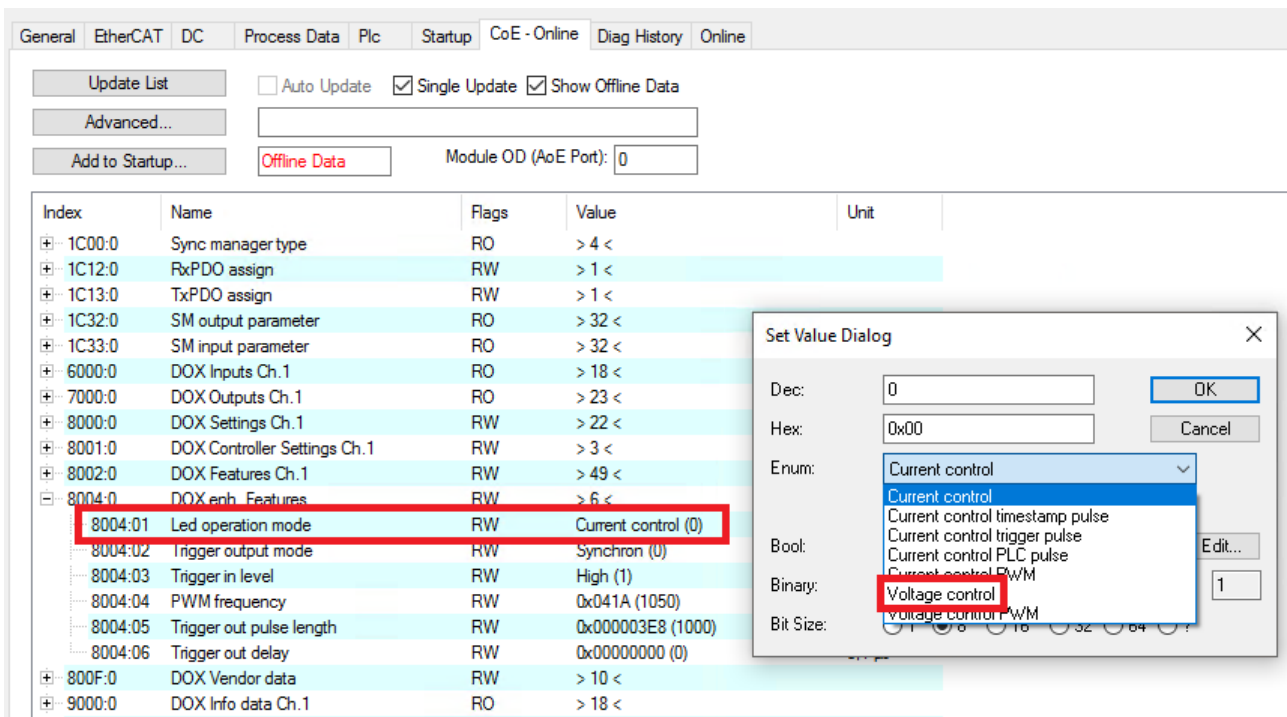 General EtherCAT DC Process Data Plc Startup CoE - Online Diag History Online
Update List Auto Update Single Update Show Offline Data
Advanced...
Add to Startup... Offline Data Module OD (AoE Port): 0
Index Name Flags Value Unit
1C00:0 Sync manager type RO > 4 <
1C12:0 RxPDO assign RW > 1 <
1C13:0 TxPDO assign RW > 1 <
1C32:0 SM output parameter RO > 32 <
1C33:0 SM input parameter RO > 32 <
6000:0 DOX Inputs Ch.1 RO > 18 <
7000:0 DOX Outputs Ch.1 RO > 23 <
8000:0 DOX Settings Ch.1 RW > 22 <
8001:0 DOX Controller Settings Ch.1 RW > 3 <
8002:0 DOX Features Ch.1 RW > 49 <
8004:0 DOX enh. Features RW > 6 <
8004:01 Led operation mode RW Current control (0)
8004:02 Trigger output mode RW Synchron (0)
8004:03 Trigger in level RW High (1)
8004:04 PWM frequency RW 0x041A (1050)
8004:05 Trigger out pulse length RW 0x000003E8 (1000)
8004:06 Trigger out delay RW 0x00000000 (0)
800F:0 DOX Vendor data RW > 10 <
9000:0 DOX Info data Ch.1 RO > 18 <
Set Value Dialog
Dec: 0 OK
Hex: 0x00 Cancel
Enum: Current control
Current control
Current control timestamp pulse
Current control trigger pulse
Current control PLC pulse
Current control PWM
Voltage control
Voltage control PWM
Bool: Edit...
Binary: 1
Bit Size: 1 8 16 32 64 ?